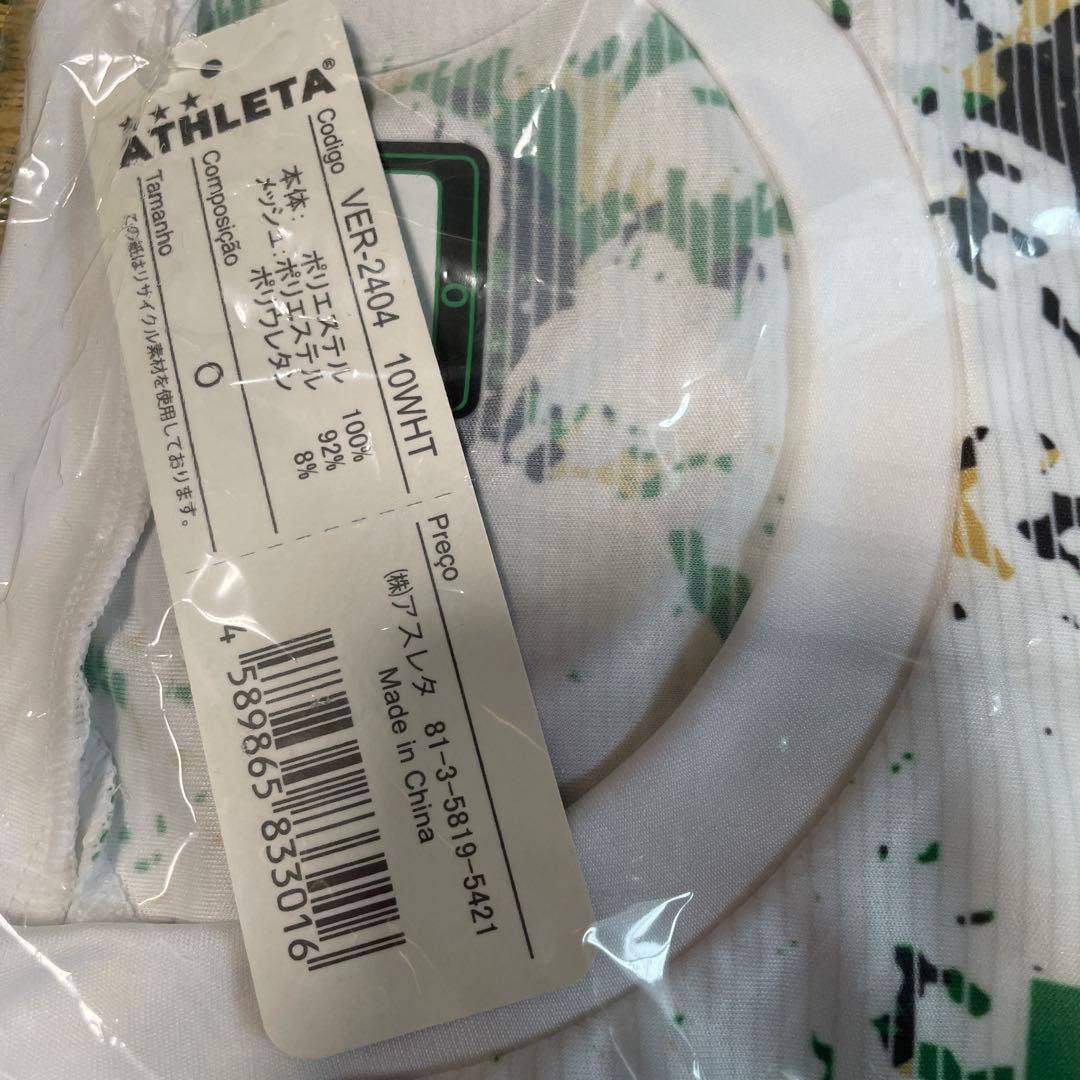 ATHLETA®
Codigo VER-2404 10WHT
本体: ポリエステル 100%
メッシュ:ポリエステル 92%
ポリウレタン 8%
Composição
Tamanho O
この紙はリサイクル素材を使用しております。
Preço
(株)アスレタ 81-3-5819-5421
Made in China
4 589865 833016